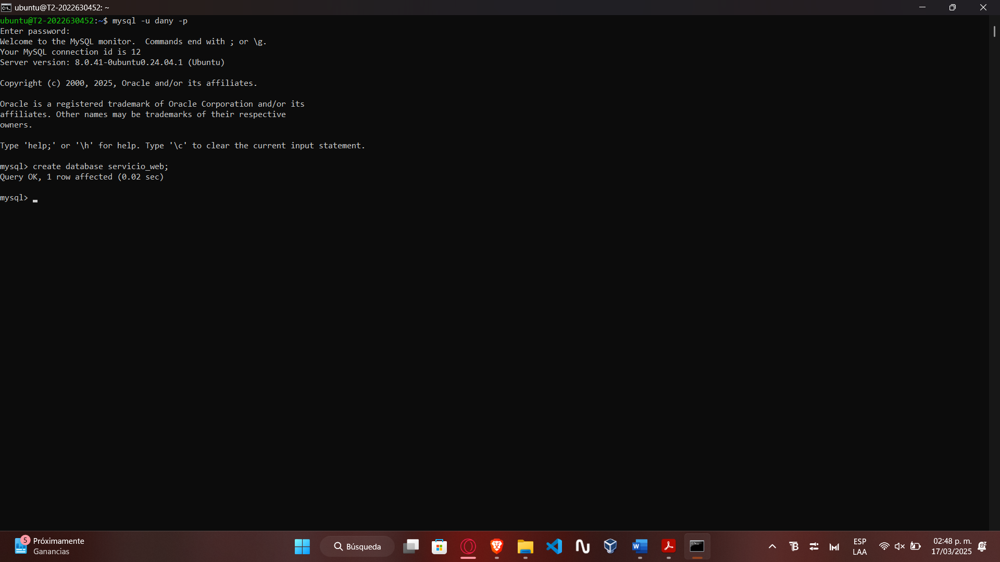 ubuntu@T2-2022630452: ~
ubuntu@T2-2022630452:~$ mysql -u dany -p
Enter password:
Welcome to the MySQL monitor.  Commands end with ; or \g.
Your MySQL connection id is 12
Server version: 8.0.41-0ubuntu0.24.04.1 (Ubuntu)
Copyright (c) 2000, 2025, Oracle and/or its affiliates.
Oracle is a registered trademark of Oracle Corporation and/or its
affiliates. Other names may be trademarks of their respective
owners.
Type 'help;' or '\h' for help. Type '\c' to clear the current input statement.
mysql> create database servicio_web;
Query OK, 1 row affected (0.02 sec)
mysql>
5
Próximamente
Ganancias
Búsqueda
ESP
LAA
02:48 p. m.
17/03/2025